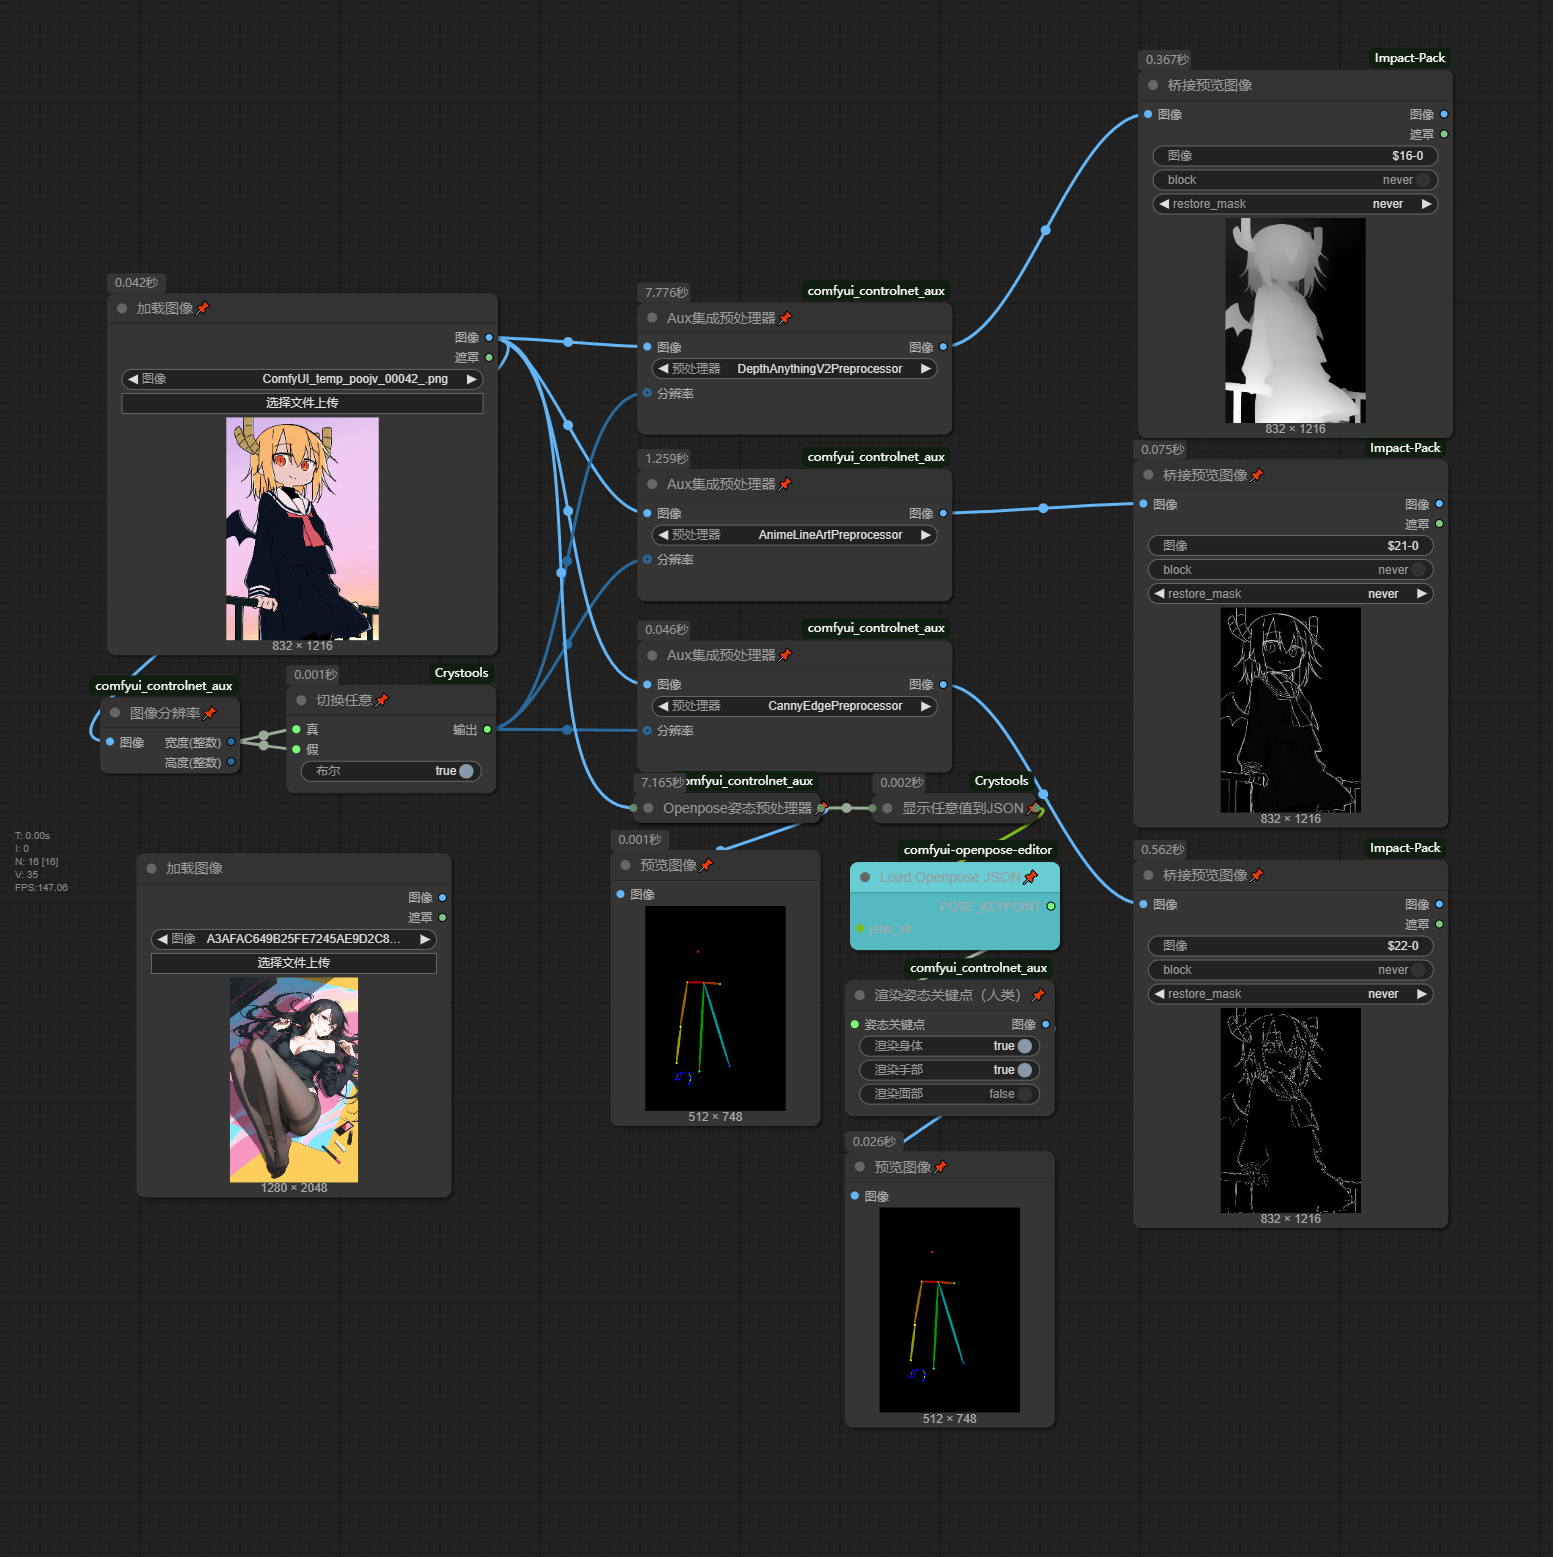 0.042秒
加载图像
图像
遮罩
图像 ComfyUI_temp_poojv_00042_.png
选择文件上传
832 × 1216
comfyui_controlnet_aux
图像分辨率
图像 宽度(整数)
高度(整数)
0.001秒
Crystools
切换任意
真 输出
假
布尔 true
T: 0.00s
I: 0
N: 16 [16]
V: 35
FPS:147.06
加载图像
图像
遮罩
图像 A3AFAC649B25FE7245AE9D2C8...
选择文件上传
1280 × 2048
7.776秒
comfyui_controlnet_aux
Aux集成预处理器
图像 图像
预处理器 DepthAnythingV2Preprocessor
分辨率
1.259秒
comfyui_controlnet_aux
Aux集成预处理器
图像 图像
预处理器 AnimeLineArtPreprocessor
分辨率
0.046秒
comfyui_controlnet_aux
Aux集成预处理器
图像 图像
预处理器 CannyEdgePreprocessor
分辨率
7.165秒
omfyui_controlnet_aux
Openpose姿态预处理器
0.002秒
Crystools
显示任意值到JSON
0.001秒
预览图像
图像
512 × 748
comfyui-openpose-editor
Load Openpose JSON
POSE_KEYPOINT
json_str
comfyui_controlnet_aux
渲染姿态关键点（人类）
姿态关键点 图像
渲染身体 true
渲染手部 true
渲染面部 false
0.026秒
预览图像
图像
512 × 748
0.367秒
Impact-Pack
桥接预览图像
图像 图像
遮罩
图像 $16-0
block never
restore_mask never
832 × 1216
0.075秒
Impact-Pack
桥接预览图像
图像 图像
遮罩
图像 $21-0
block never
restore_mask never
832 × 1216
0.562秒
Impact-Pack
桥接预览图像
图像 图像
遮罩
图像 $22-0
block never
restore_mask never
832 × 1216